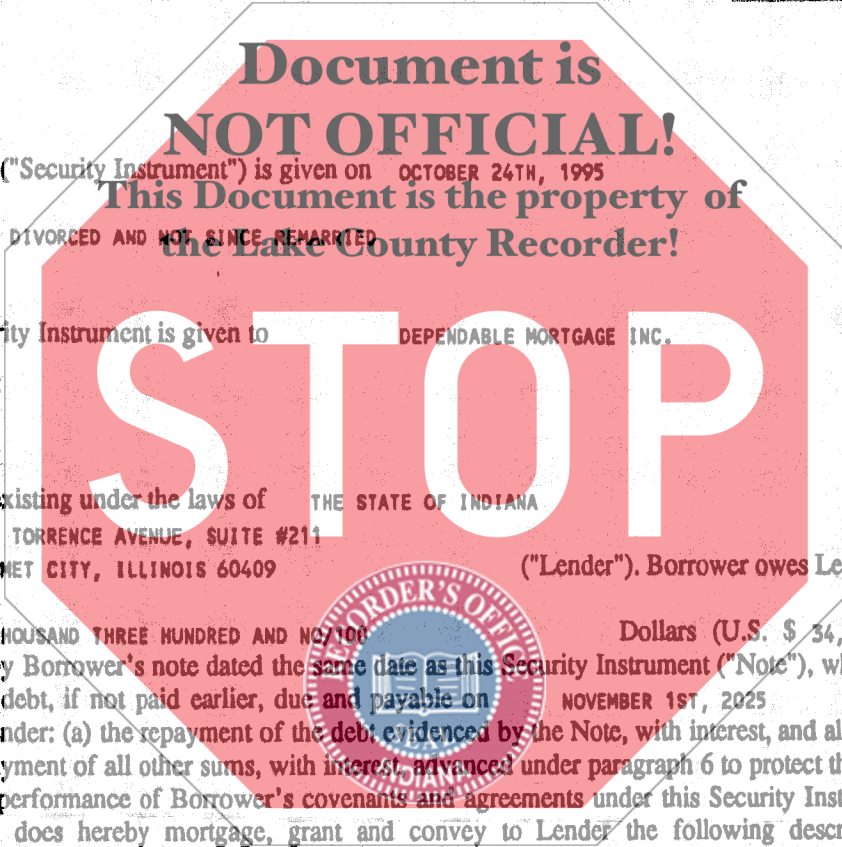 Document is
NOT OFFICIAL!
("Security Instrument") is given on OCTOBER 24TH, 1995
This Document is the property of
DIVORCED AND NOT SINCE REMARRIED
the Lake County Recorder!
ity Instrument is given to DEPENDABLE MORTGAGE INC.
STOP
xisting under the laws of THE STATE OF INDIANA
TORRENCE AVENUE, SUITE #211
MET CITY, ILLINOIS 60409 ("Lender"). Borrower owes Le
RECORDER'S OFFICE
HOUSAND THREE HUNDRED AND NO/100 Dollars (U.S. $ 34,
y Borrower's note dated the same date as this Security Instrument ("Note"), wh
debt, if not paid earlier, due and payable on NOVEMBER 1ST, 2025
nder: (a) the repayment of the debt evidenced by the Note, with interest, and al
SEAL
yment of all other sums, with interest, advanced under paragraph 6 to protect th
INDIANA
performance of Borrower's covenants and agreements under this Security Inst
does hereby mortgage, grant and convey to Lender the following descr